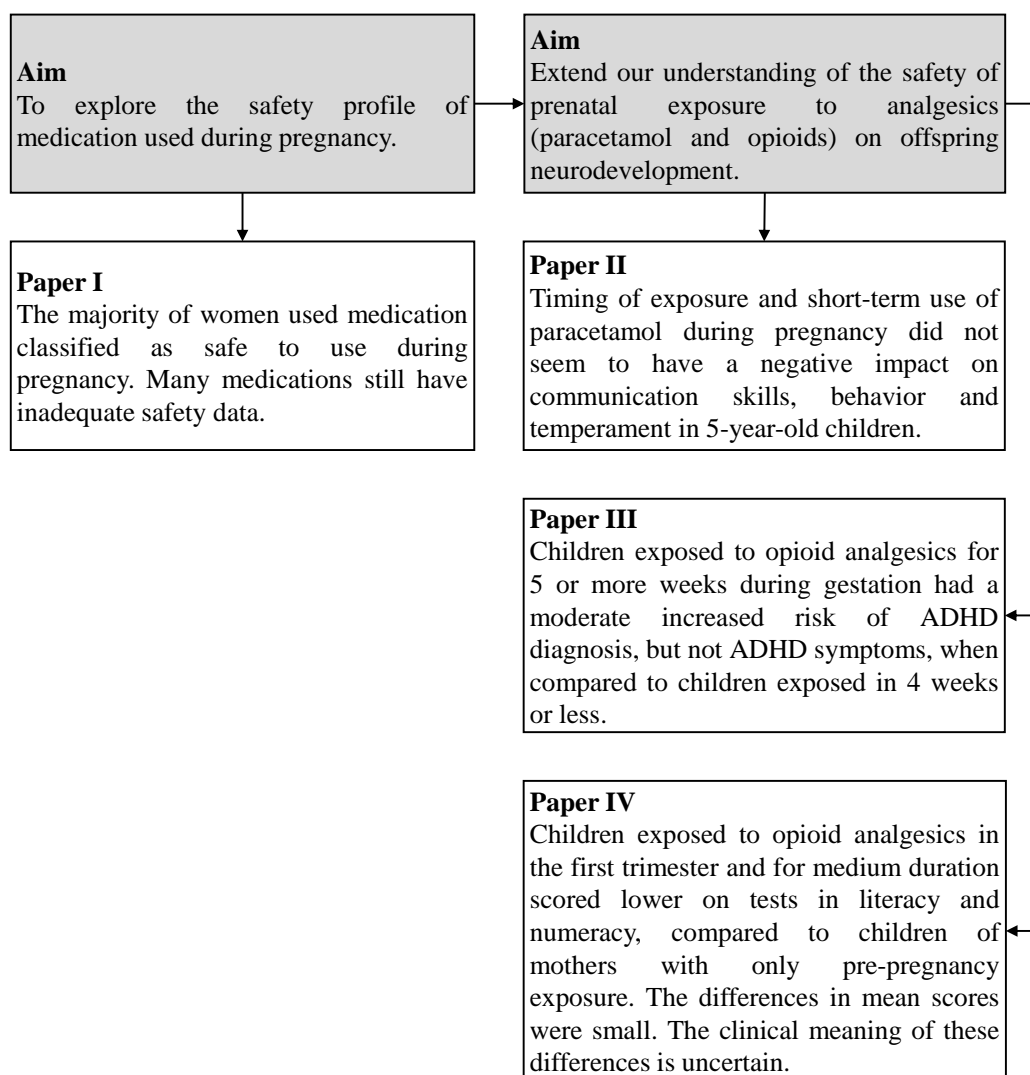 Aim
To explore the safety profile of
medication used during pregnancy.
Aim
Extend our understanding of the safety of
prenatal exposure to analgesics
(paracetamol and opioids) on offspring
neurodevelopment.
Paper I
The majority of women used medication
classified as safe to use during
pregnancy. Many medications still have
inadequate safety data.
Paper II
Timing of exposure and short-term use of
paracetamol during pregnancy did not
seem to have a negative impact on
communication skills, behavior and
temperament in 5-year-old children.
Paper III
Children exposed to opioid analgesics for
5 or more weeks during gestation had a
moderate increased risk of ADHD
diagnosis, but not ADHD symptoms, when
compared to children exposed in 4 weeks
or less.
Paper IV
Children exposed to opioid analgesics in
the first trimester and for medium duration
scored lower on tests in literacy and
numeracy, compared to children of
mothers with only pre-pregnancy
exposure. The differences in mean scores
were small. The clinical meaning of these
differences is uncertain.